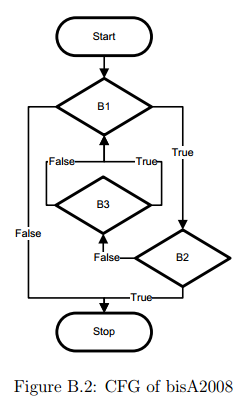 Start
B1
True
False
True
B3
False
False
B2
True
Stop
Figure B.2: CFG of bisA2008